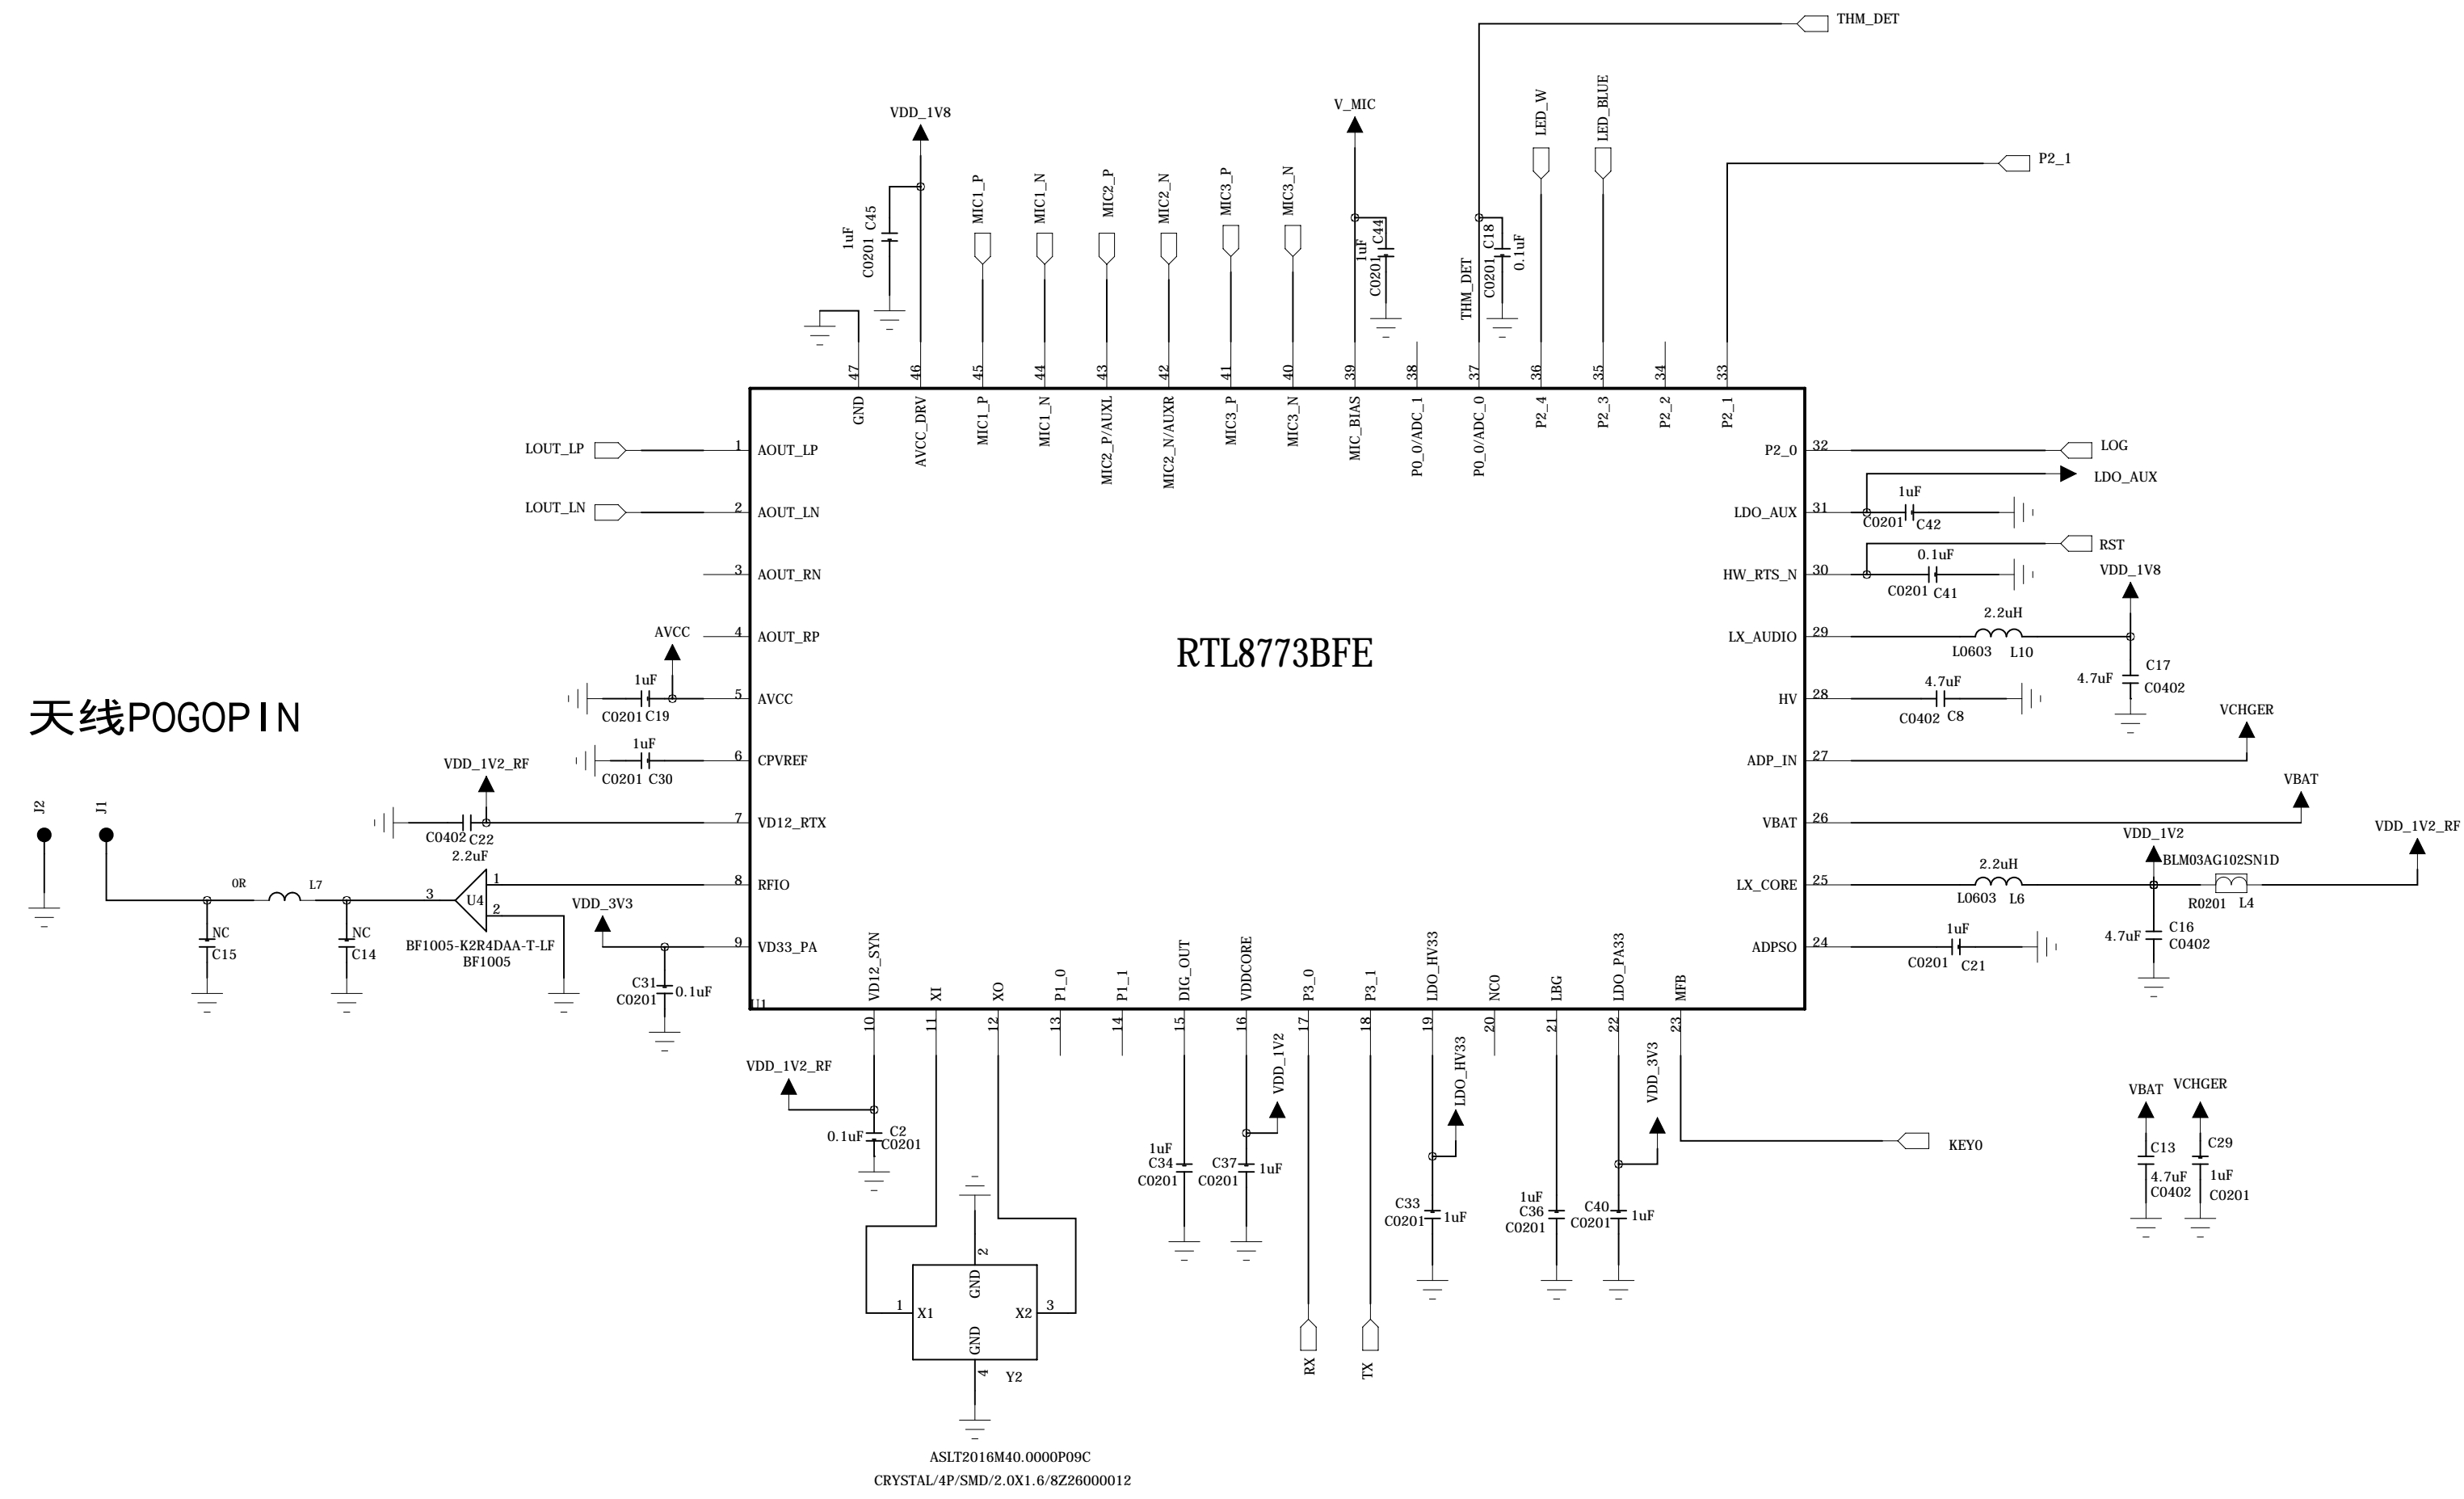 THM_DET
LED_W
LED_BLUE
VDD_1V8
V_MIC
P2_1
MIC1_P
MIC1_N
MIC2_P
MIC2_N
MIC3_P
MIC3_N
1uF
C0201 C45
1uF
C0201 C44
THM_DET
C0201 C18
0.1uF
47
46
45
44
43
42
41
40
39
38
37
36
35
34
33
GND
AVCC_DRV
MIC1_P
MIC1_N
MIC2_P/AUXL
MIC2_N/AUXR
MIC3_P
MIC3_N
MIC_BIAS
P0_0/ADC_1
P0_0/ADC_0
P2_4
P2_3
P2_2
P2_1
LOUT_LP 1 AOUT_LP
LOUT_LN 2 AOUT_LN
3 AOUT_RN
4 AOUT_RP
AVCC
1uF
C0201 C19
5 AVCC
1uF
C0201 C30
6 CPVREF
VDD_1V2_RF
C0402 C22
2.2uF
7 VD12_RTX
8 RFIO
VDD_3V3
9 VD33_PA
C31
C0201
0.1uF
天线POGOPIN
J2
J1
0R
L7
NC
C15
NC
C14
3
U4
1
2
BF1005-K2R4DAA-T-LF
BF1005
RTL8773BFE
U1
P2_0 32 LOG
LDO_AUX
LDO_AUX 31
1uF
C0201 C42
RST
HW_RTS_N 30
0.1uF
C0201 C41
VDD_1V8
LX_AUDIO 29
2.2uH
L0603 L10
C17
4.7uF C0402
HV 28
4.7uF
C0402 C8
VCHGER
ADP_IN 27
VBAT
VBAT 26
VDD_1V2
VDD_1V2_RF
BLM03AG102SN1D
LX_CORE 25
2.2uH
L0603 L6
R0201 L4
C16
4.7uF C0402
ADPSO 24
1uF
C0201 C21
VD12_SYN
XI
XO
P1_0
P1_1
DIG_OUT
VDDCORE
P3_0
P3_1
LDO_HV33
NC0
LBG
LDO_PA33
MFB
10
11
12
13
14
15
16
17
18
19
20
21
22
23
VDD_1V2_RF
0.1uF
C2
C0201
1uF
C34
C0201
VDD_1V2
C37
C0201
1uF
LDO_HV33
C33
C0201
1uF
1uF
C36
C0201
VDD_3V3
C40
C0201
1uF
KEY0
VBAT
C13
4.7uF
C0402
VCHGER
C29
1uF
C0201
2
GND
1
X1
X2
3
GND
4
Y2
RX
TX
ASLT2016M40.0000P09C
CRYSTAL/4P/SMD/2.0X1.6/8Z26000012